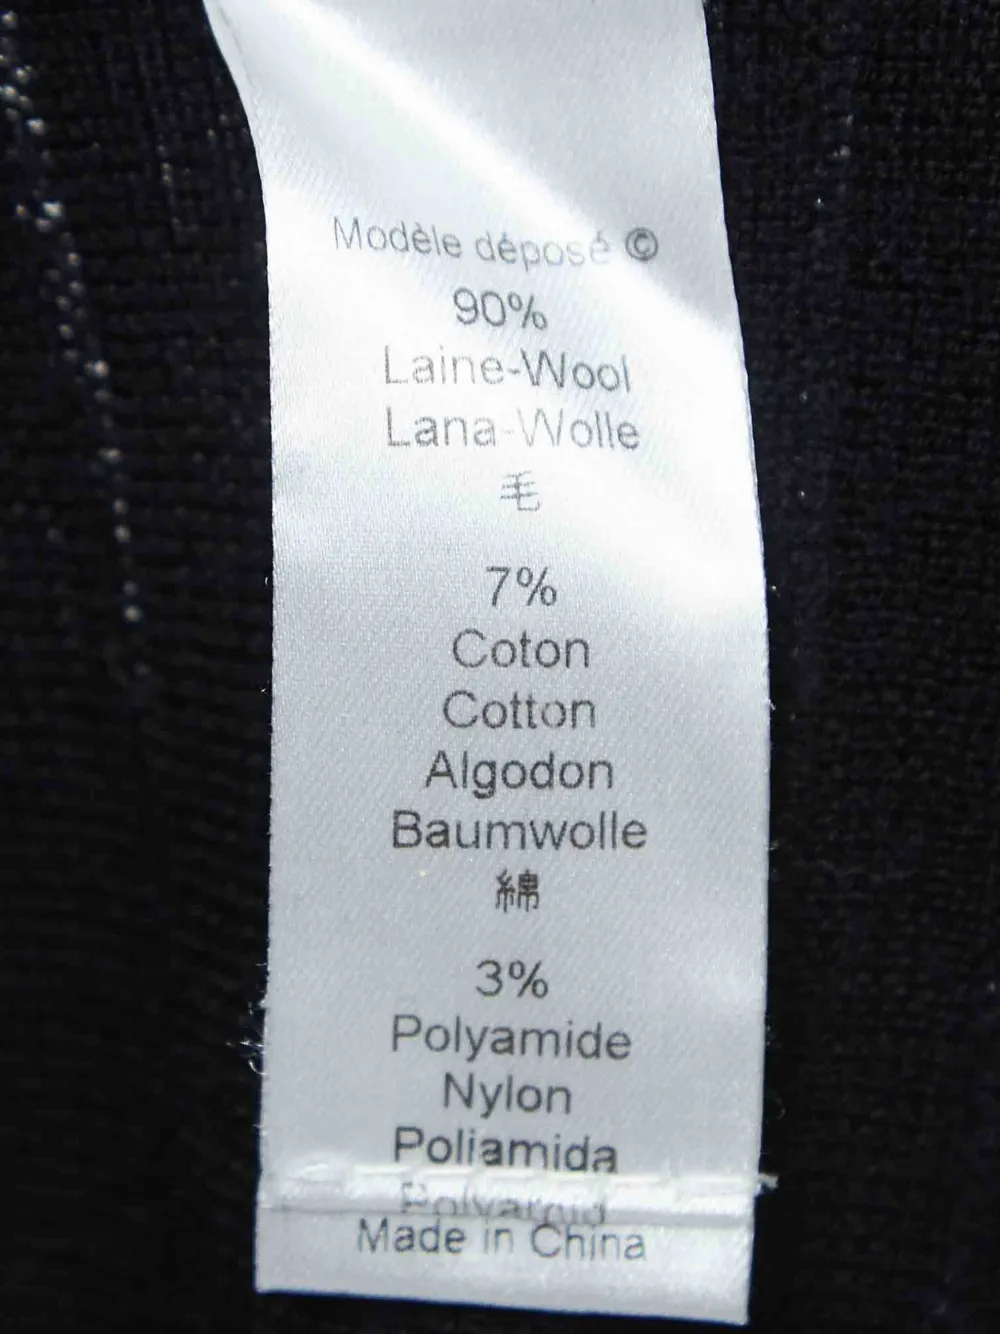 Modèle déposé ©
90%
Laine-Wool
Lana-Wolle
毛
7%
Coton
Cotton
Algodon
Baumwolle
綿
3%
Polyamide
Nylon
Poliamida
Made in China